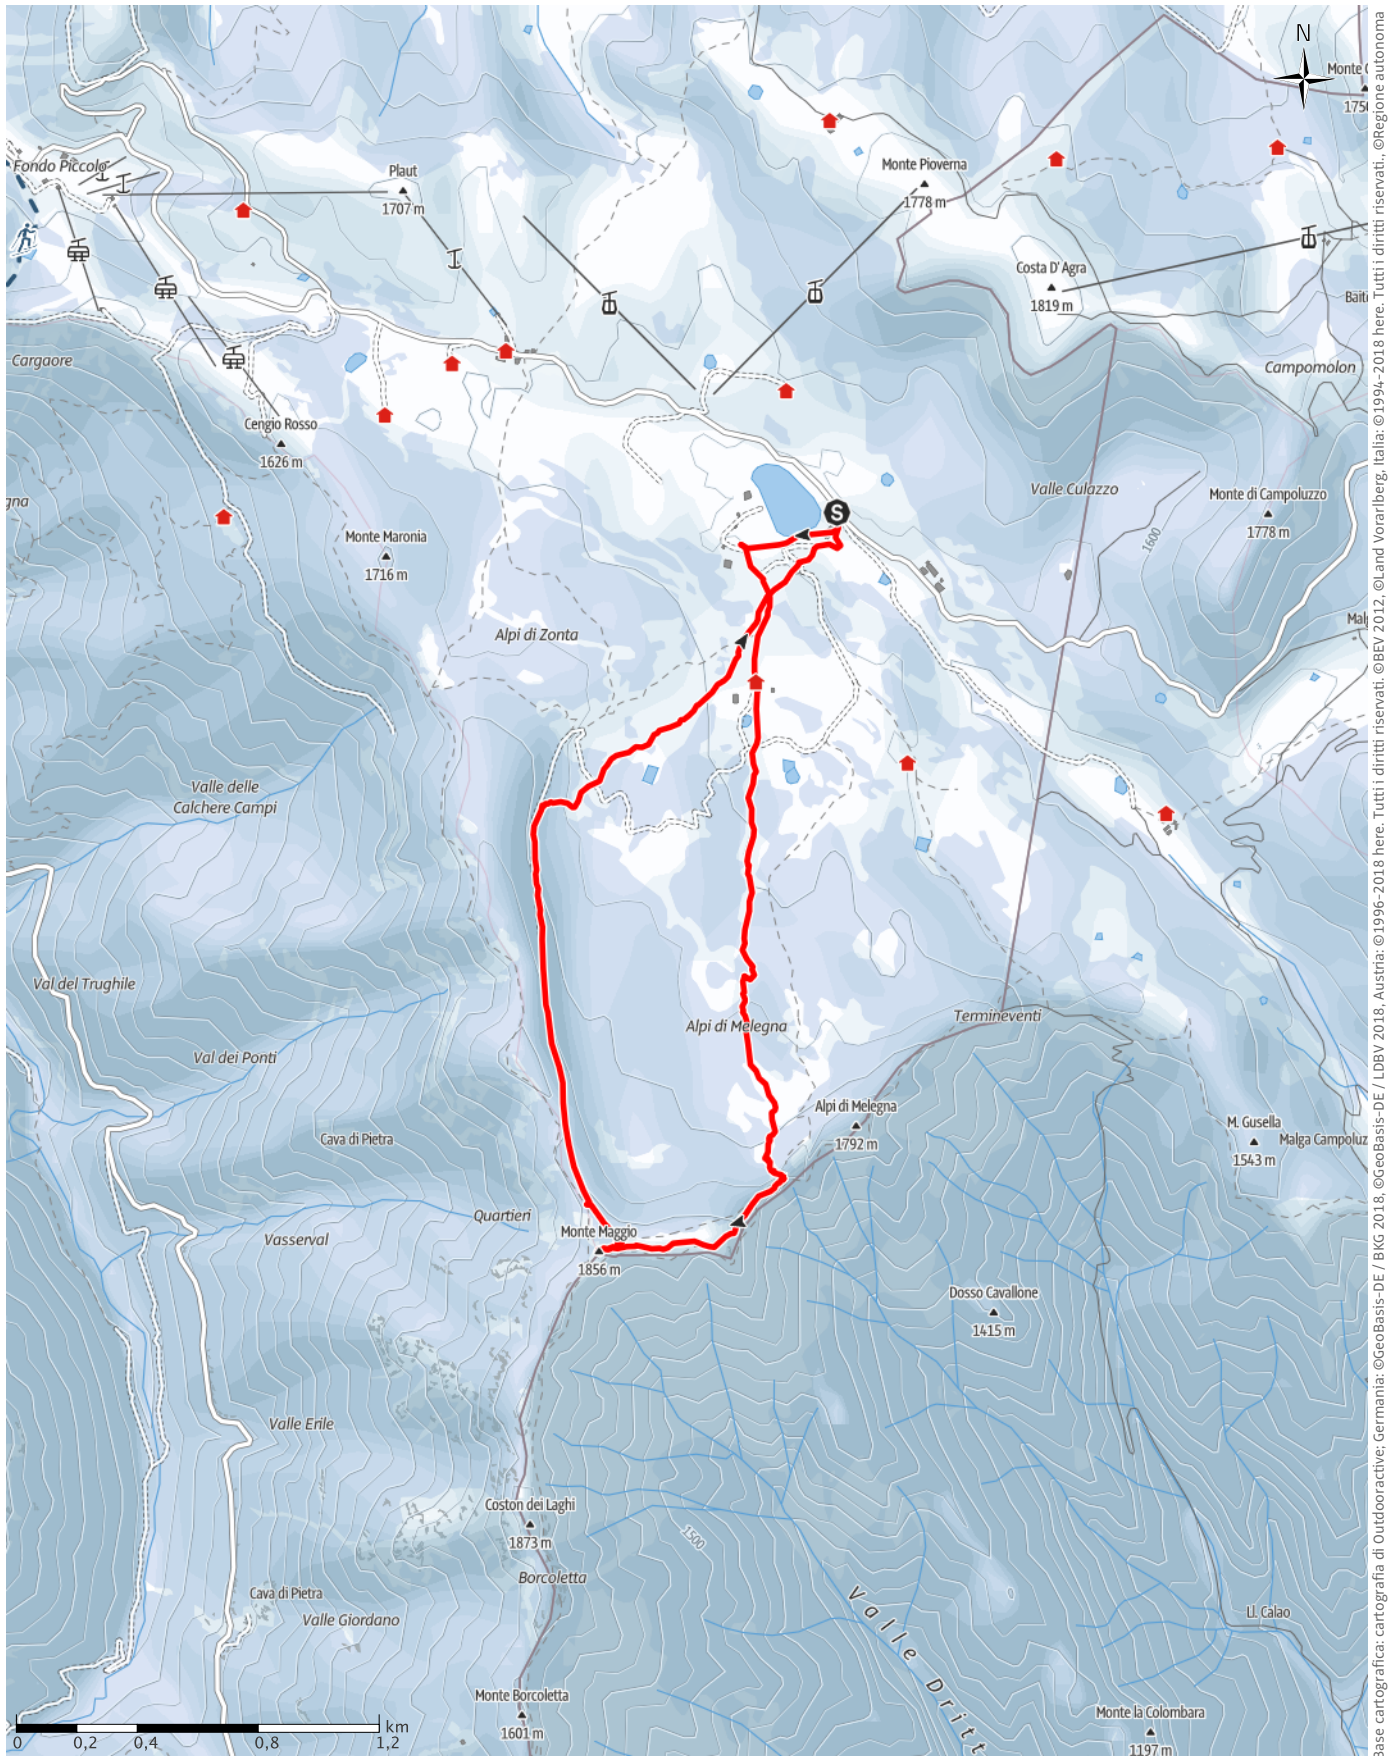 N
Monte
1750
Fondo Piccolo
Plaut
1707 m
Monte Pioverna
1778 m
Costa D'Agra
1819 m
Baite
Cargaore
Campomolon
Cengio Rosso
1626 m
gna
Monte Maronia
1716 m
S
Valle Culazzo
Monte di Campoluzzo
1778 m
1600
Alpi di Zonta
Malg
Valle delle
Calchere Campi
Val del Trughile
Val dei Ponti
Alpi di Melegna
Termineventi
Alpi di Melegna
1792 m
Cava di Pietra
M. Gusella
1543 m
Malga Campoluz
Quartieri
Vasserval
Monte Maggio
1856 m
Dosso Cavallone
1415 m
Valle Erile
Coston dei Laghi
1873 m
1500
Borcoletta
Cava di Pietra
Valle Giordano
Valle Dritt
Ll. Calao
Monte Borcoletta
1601 m
Monte la Colombara
1197 m
km
0 0,2 0,4 0,8 1,2
ase cartografica: cartografia di Outdooractive; Germania: ©GeoBasis-DE / BKG 2018, ©GeoBasis-DE / LDBV 2018, Austria: ©1996-2018 here. Tutti i diritti riservati. ©BEV 2012, ©Land Vorarlberg, Italia: ©1994-2018 here. Tutti i diritti riservati., ©Regione autonoma